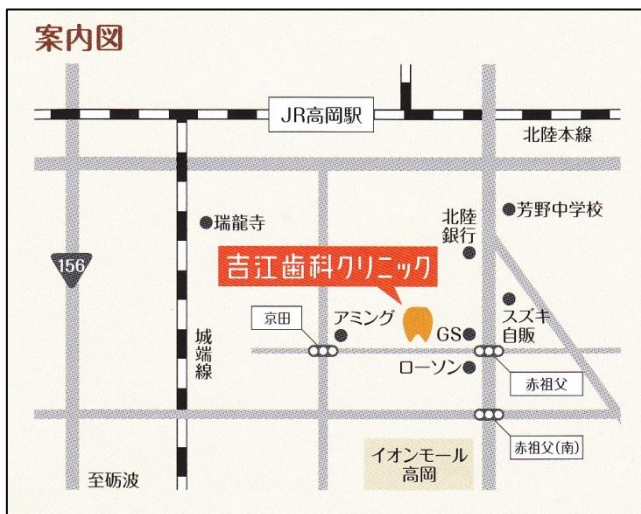 案内図
JR高岡駅
北陸本線
瑞龍寺
北陸
銀行
芳野中学校
156
吉江歯科クリニック
京田
アミング
城端線
GS
スズキ
自販
ローソン
赤祖父
イオンモール
高岡
赤祖父(南)
至砺波